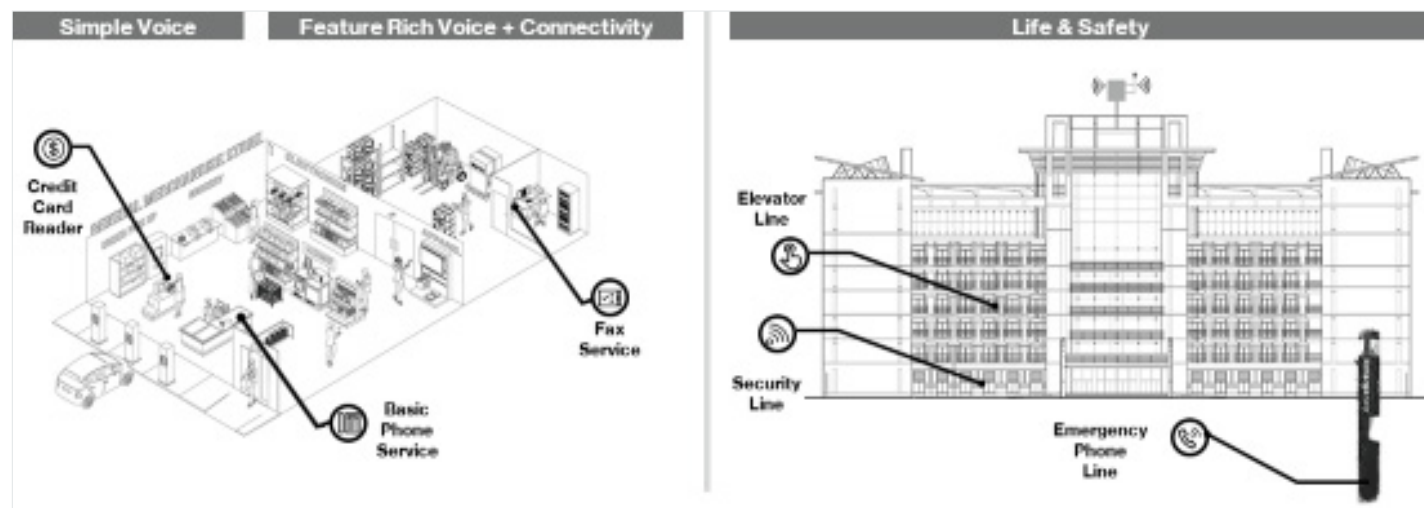 Simple Voice
Feature Rich Voice + Connectivity
Life & Safety
Credit
Card
Reader
Fax
Service
Basic
Phone
Service
Elevator
Line
Security
Line
Emergency
Phone
Line